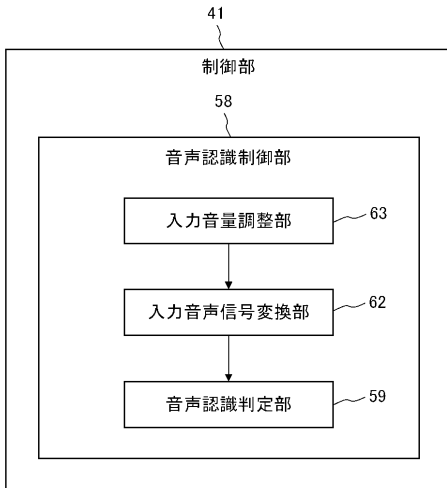 41
制御部
58
音声認識制御部
入力音量調整部
63
入力音声信号変換部
62
音声認識判定部
59